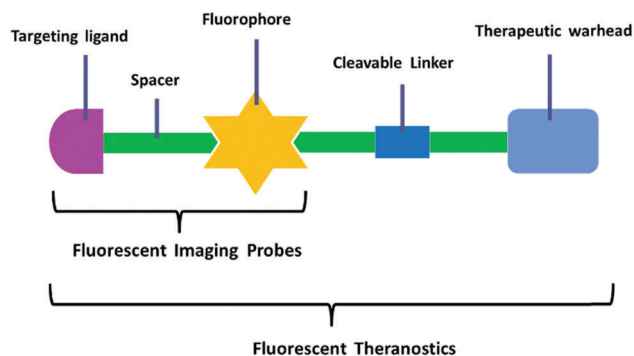 Fluorophore
Targeting ligand
Therapeutic warhead
Cleavable Linker
Spacer
Fluorescent Imaging Probes
Fluorescent Theranostics